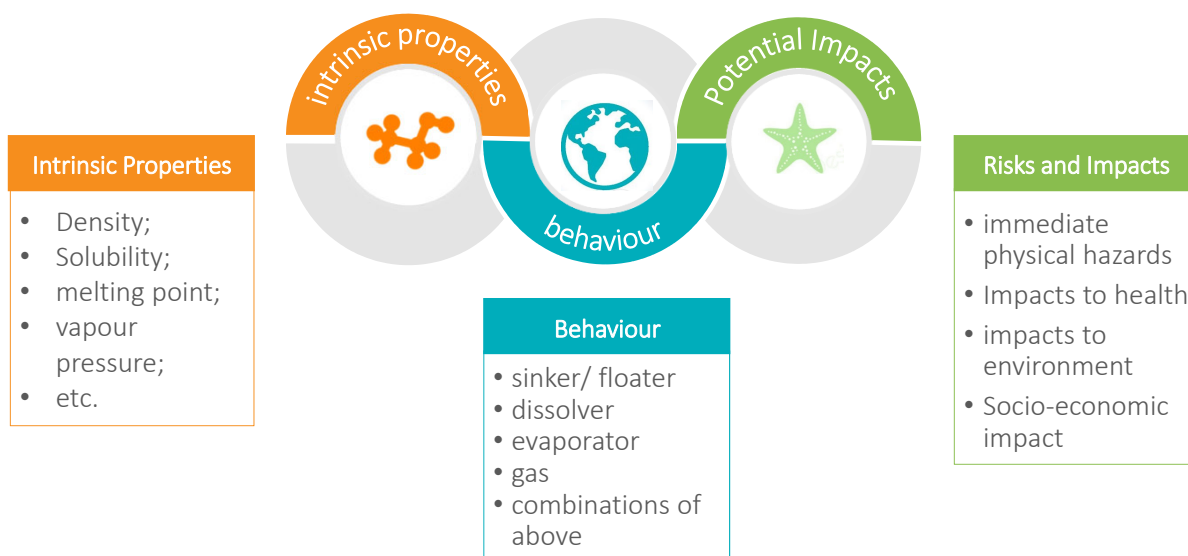 intrinsic properties
behaviour
Potential Impacts
Intrinsic Properties
• Density;
• Solubility;
• melting point;
• vapour
pressure;
• etc.
Behaviour
• sinker/ floater
• dissolver
• evaporator
• gas
• combinations of
above
Risks and Impacts
• immediate
physical hazards
• Impacts to health
• impacts to
environment
• Socio-economic
impact